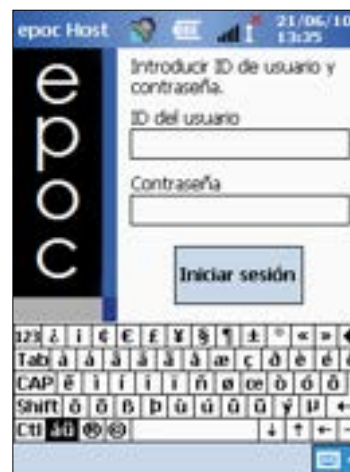 epoc Host
21/06/10
13:35
epoc
Introducir ID de usuario y
contraseña.
ID del usuario
Contraseña
Iniciar sesión
123 ¿ ¡ ¢ € £ ¥ § ¶ ± º « »
Tab
CAP
Shift
Ctl áü